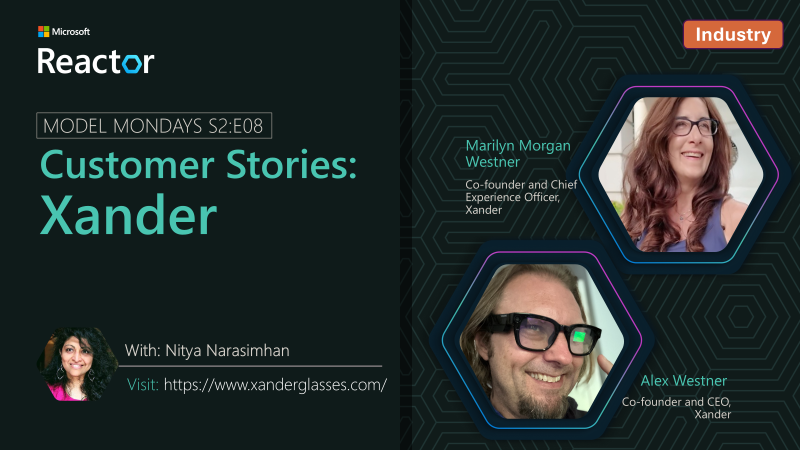 Microsoft
Reactor
MODEL MONDAYS S2:E08
Customer Stories:
Xander
With: Nitya Narasimhan
Visit: https://www.xanderglasses.com/
Industry
Marilyn Morgan
Westner
Co-founder and Chief
Experience Officer,
Xander
Alex Westner
Co-founder and CEO,
Xander